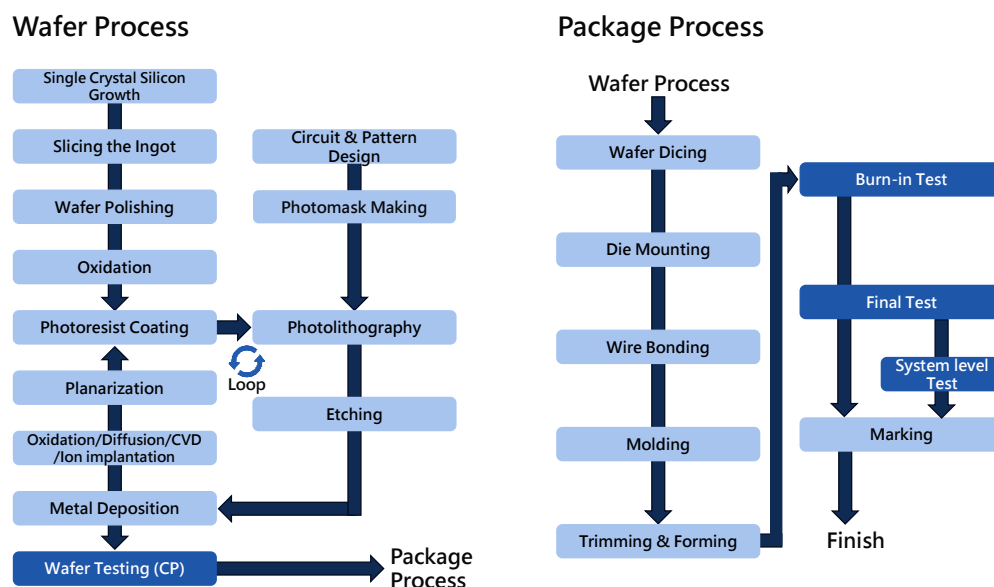 Wafer Process
Single Crystal Silicon
Growth
Slicing the Ingot
Wafer Polishing
Oxidation
Photoresist Coating
Planarization
Oxidation/Diffusion/CVD
/Ion implantation
Metal Deposition
Wafer Testing (CP)
Circuit & Pattern
Design
Photomask Making
Photolithography
Loop
Etching
Package
Process
Package Process
Wafer Process
Wafer Dicing
Die Mounting
Wire Bonding
Molding
Trimming & Forming
Burn-in Test
Final Test
System level
Test
Marking
Finish